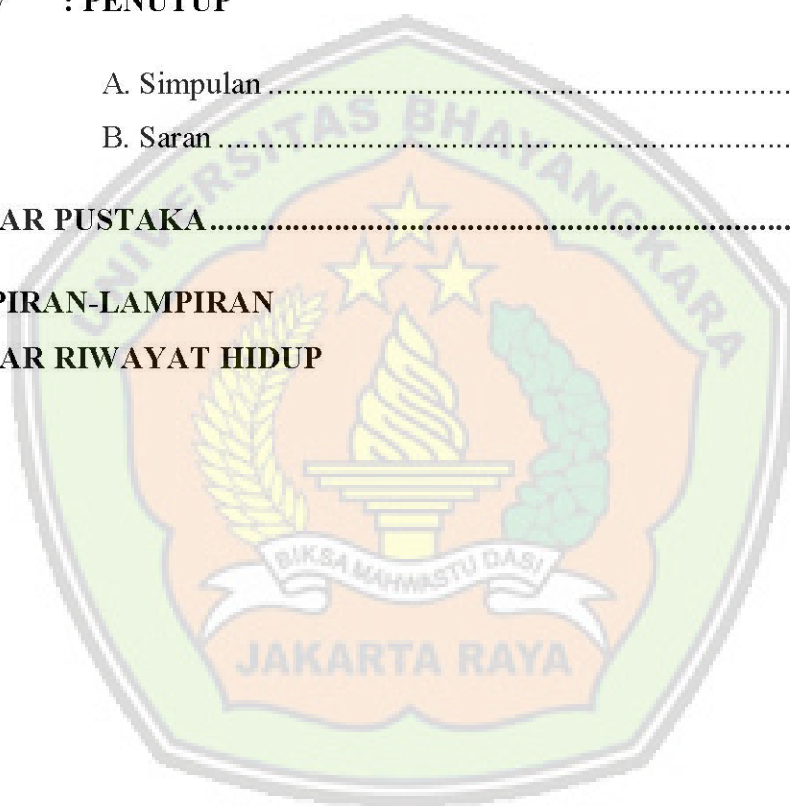 : PENUTUP
A. Simpulan ....................................................................
B. Saran ....................................................................
AR PUSTAKA....................................................................
PIRAN-LAMPIRAN
AR RIWAYAT HIDUP
UNIVERSITAS BHAYANGKARA
BIKSA MAHWASTU DASI
JAKARTA RAYA